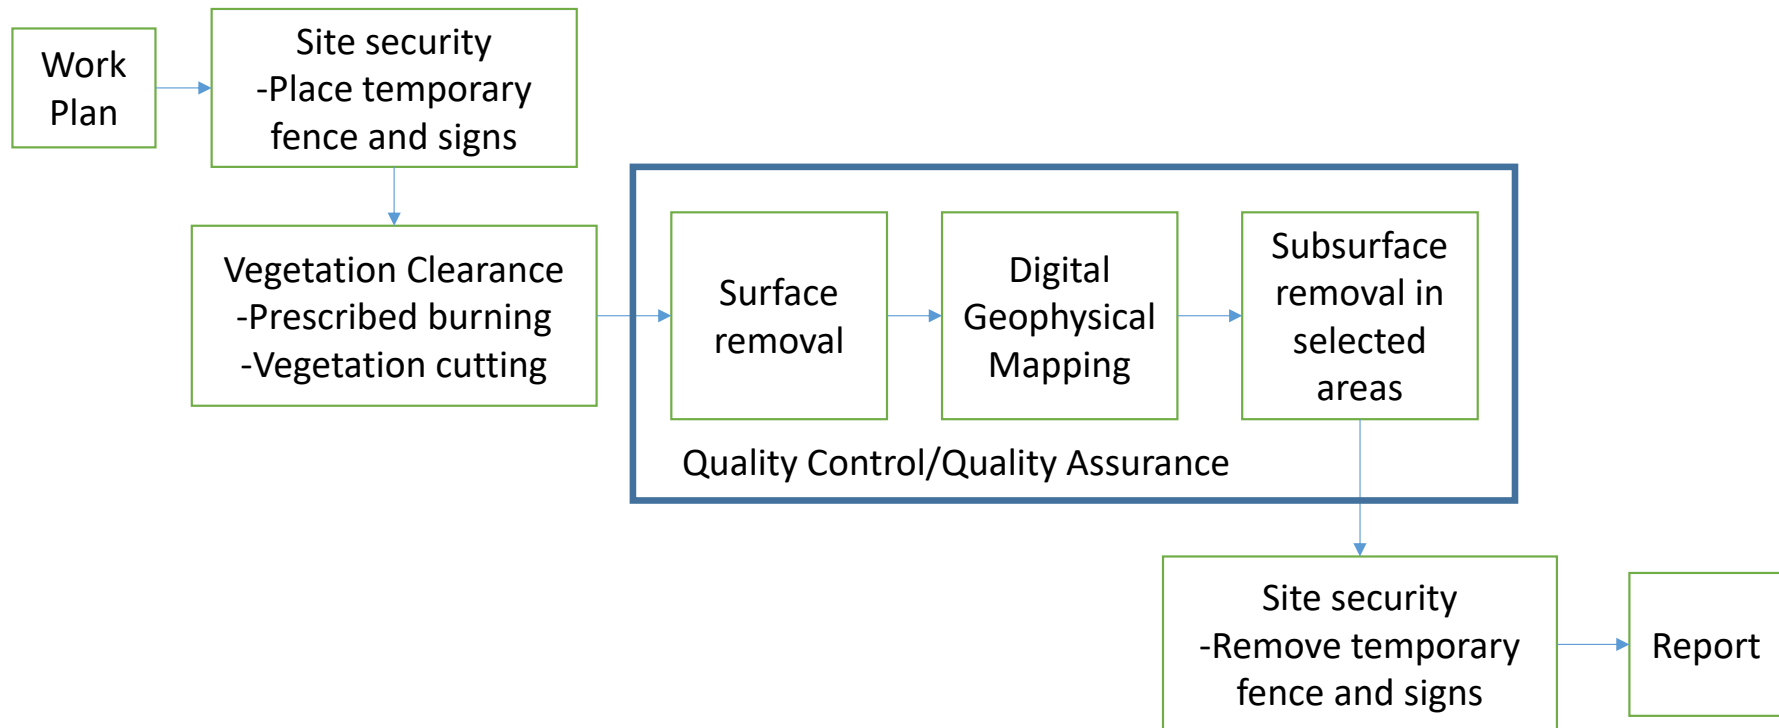 Work
Plan
Site security
-Place temporary
fence and signs
Vegetation Clearance
-Prescribed burning
-Vegetation cutting
Surface
removal
Digital
Geophysical
Mapping
Subsurface
removal in
selected
areas
Quality Control/Quality Assurance
Site security
-Remove temporary
fence and signs
Report